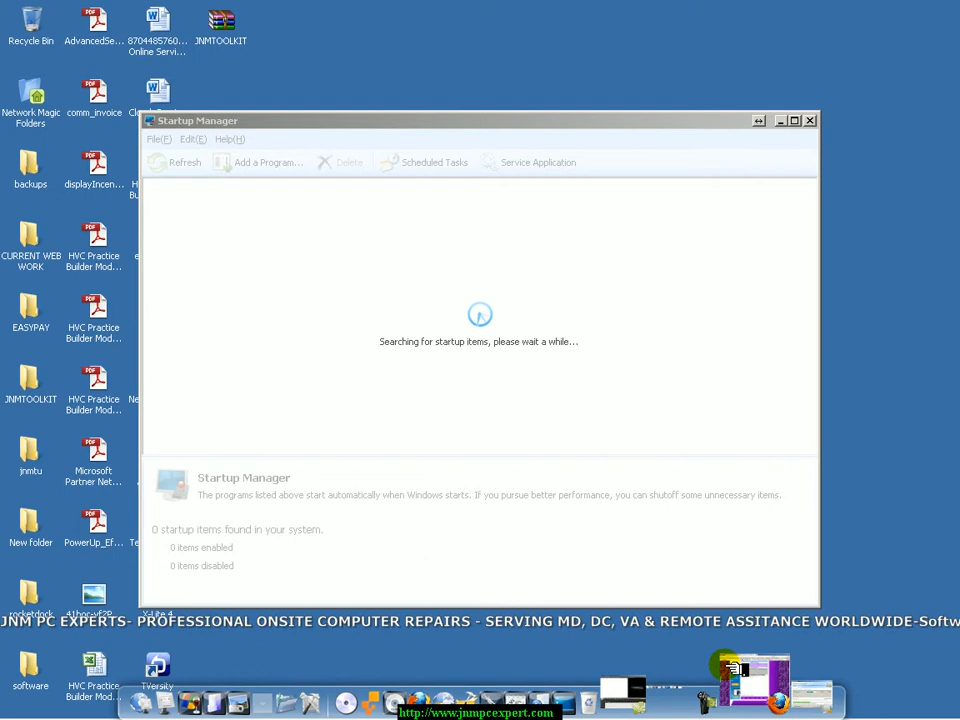 Recycle Bin
AdvancedSe...
8704485760...
Online Servi...
JNMTOOLKIT
Network Magic
Folders
comm_invoice
Startup Manager
File(F) Edit(E) Help(H)
Refresh Add a Program... Delete Scheduled Tasks Service Application
backups
displayIncen...
CURRENT WEB
WORK
HVC Practice
Builder Mod...
EASYPAY
HVC Practice
Builder Mod...
Searching for startup items, please wait a while...
JNMTOOLKIT
HVC Practice
Builder Mod...
jnmtu
Microsoft
Partner Net...
Startup Manager
The programs listed above start automatically when Windows starts. If you pursue better performance, you can shutoff some unnecessary items.
0 startup items found in your system.
0 items enabled
0 items disabled
New folder
PowerUp_Ef...
rocketdock
X-Lite 4
JNM PC EXPERTS- PROFESSIONAL ONSITE COMPUTER REPAIRS - SERVING MD, DC, VA & REMOTE ASSITANCE WORLDWIDE-Softw
software
HVC Practice
Builder Mod...
TVersity
http://www.jnmpcexpert.com